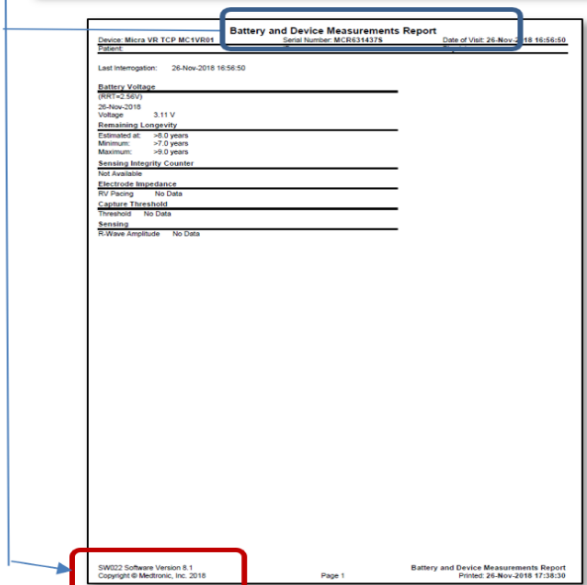 Battery and Device Measurements Report
Device: Micra VR TCP MC1VR01 Serial Number: MCR631437S Date of Visit: 26-Nov-2018 16:56:50
Patient:
Last Interrogation: 26-Nov-2018 16:56:50
Battery Voltage
(RRT=2.56V)
26-Nov-2018
Voltage 3.11 V
Remaining Longevity
Estimated at: >8.0 years
Minimum: >7.0 years
Maximum: >9.0 years
Sensing Integrity Counter
Not Available
Electrode Impedance
RV Pacing No Data
Capture Threshold
Threshold No Data
Sensing
R-Wave Amplitude No Data
SW022 Software Version 8.1 Battery and Device Measurements Report
Copyright © Medtronic, Inc. 2018 Page 1 Printed: 26-Nov-2018 17:38:30